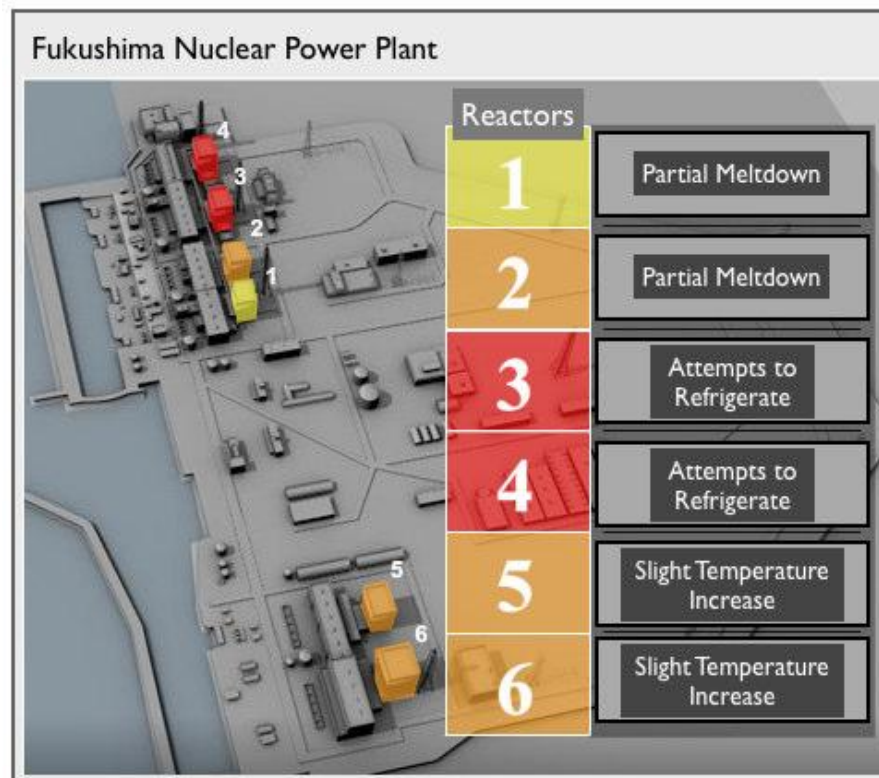 Fukushima Nuclear Power Plant
Reactors
4
3
2
1
5
6
1
Partial Meltdown
2
Partial Meltdown
3
Attempts to
Refrigerate
4
Attempts to
Refrigerate
5
Slight Temperature
Increase
6
Slight Temperature
Increase